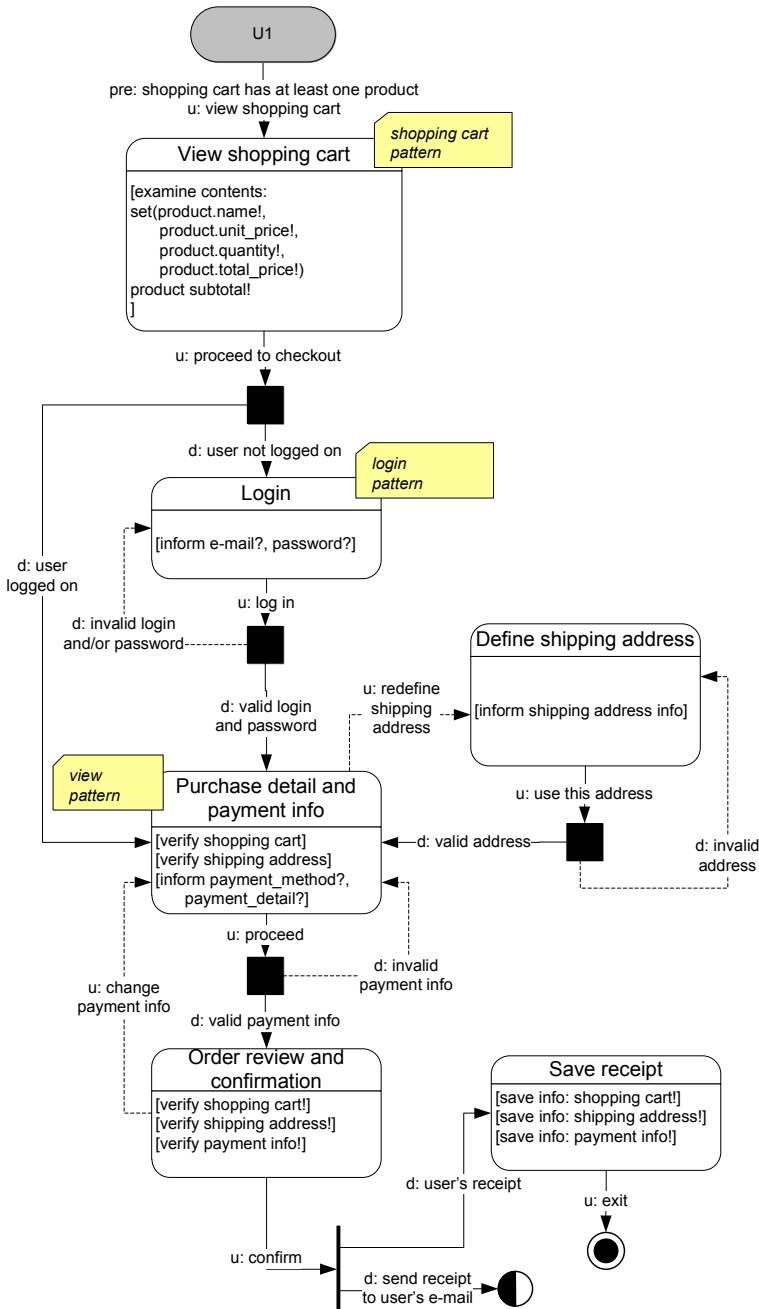 U1
pre: shopping cart has at least one product
u: view shopping cart
shopping cart
pattern
View shopping cart
[examine contents:
set(product.name!,
product.unit_price!,
product.quantity!,
product.total_price!)
product subtotal!
]
u: proceed to checkout
d: user not logged on
login
pattern
Login
[inform e-mail?, password?]
d: user
logged on
u: log in
d: invalid login
and/or password
Define shipping address
[inform shipping address info]
u: redefine
shipping
address
d: valid login
and password
view
pattern
Purchase detail and
payment info
[verify shopping cart]
[verify shipping address]
[inform payment_method?,
payment_detail?]
u: use this address
d: valid address
d: invalid
address
u: proceed
d: invalid
payment info
u: change
payment info
d: valid payment info
Order review and
confirmation
[verify shopping cart!]
[verify shipping address!]
[verify payment info!]
Save receipt
[save info: shopping cart!]
[save info: shipping address!]
[save info: payment info!]
d: user's receipt
u: exit
u: confirm
d: send receipt
to user's e-mail